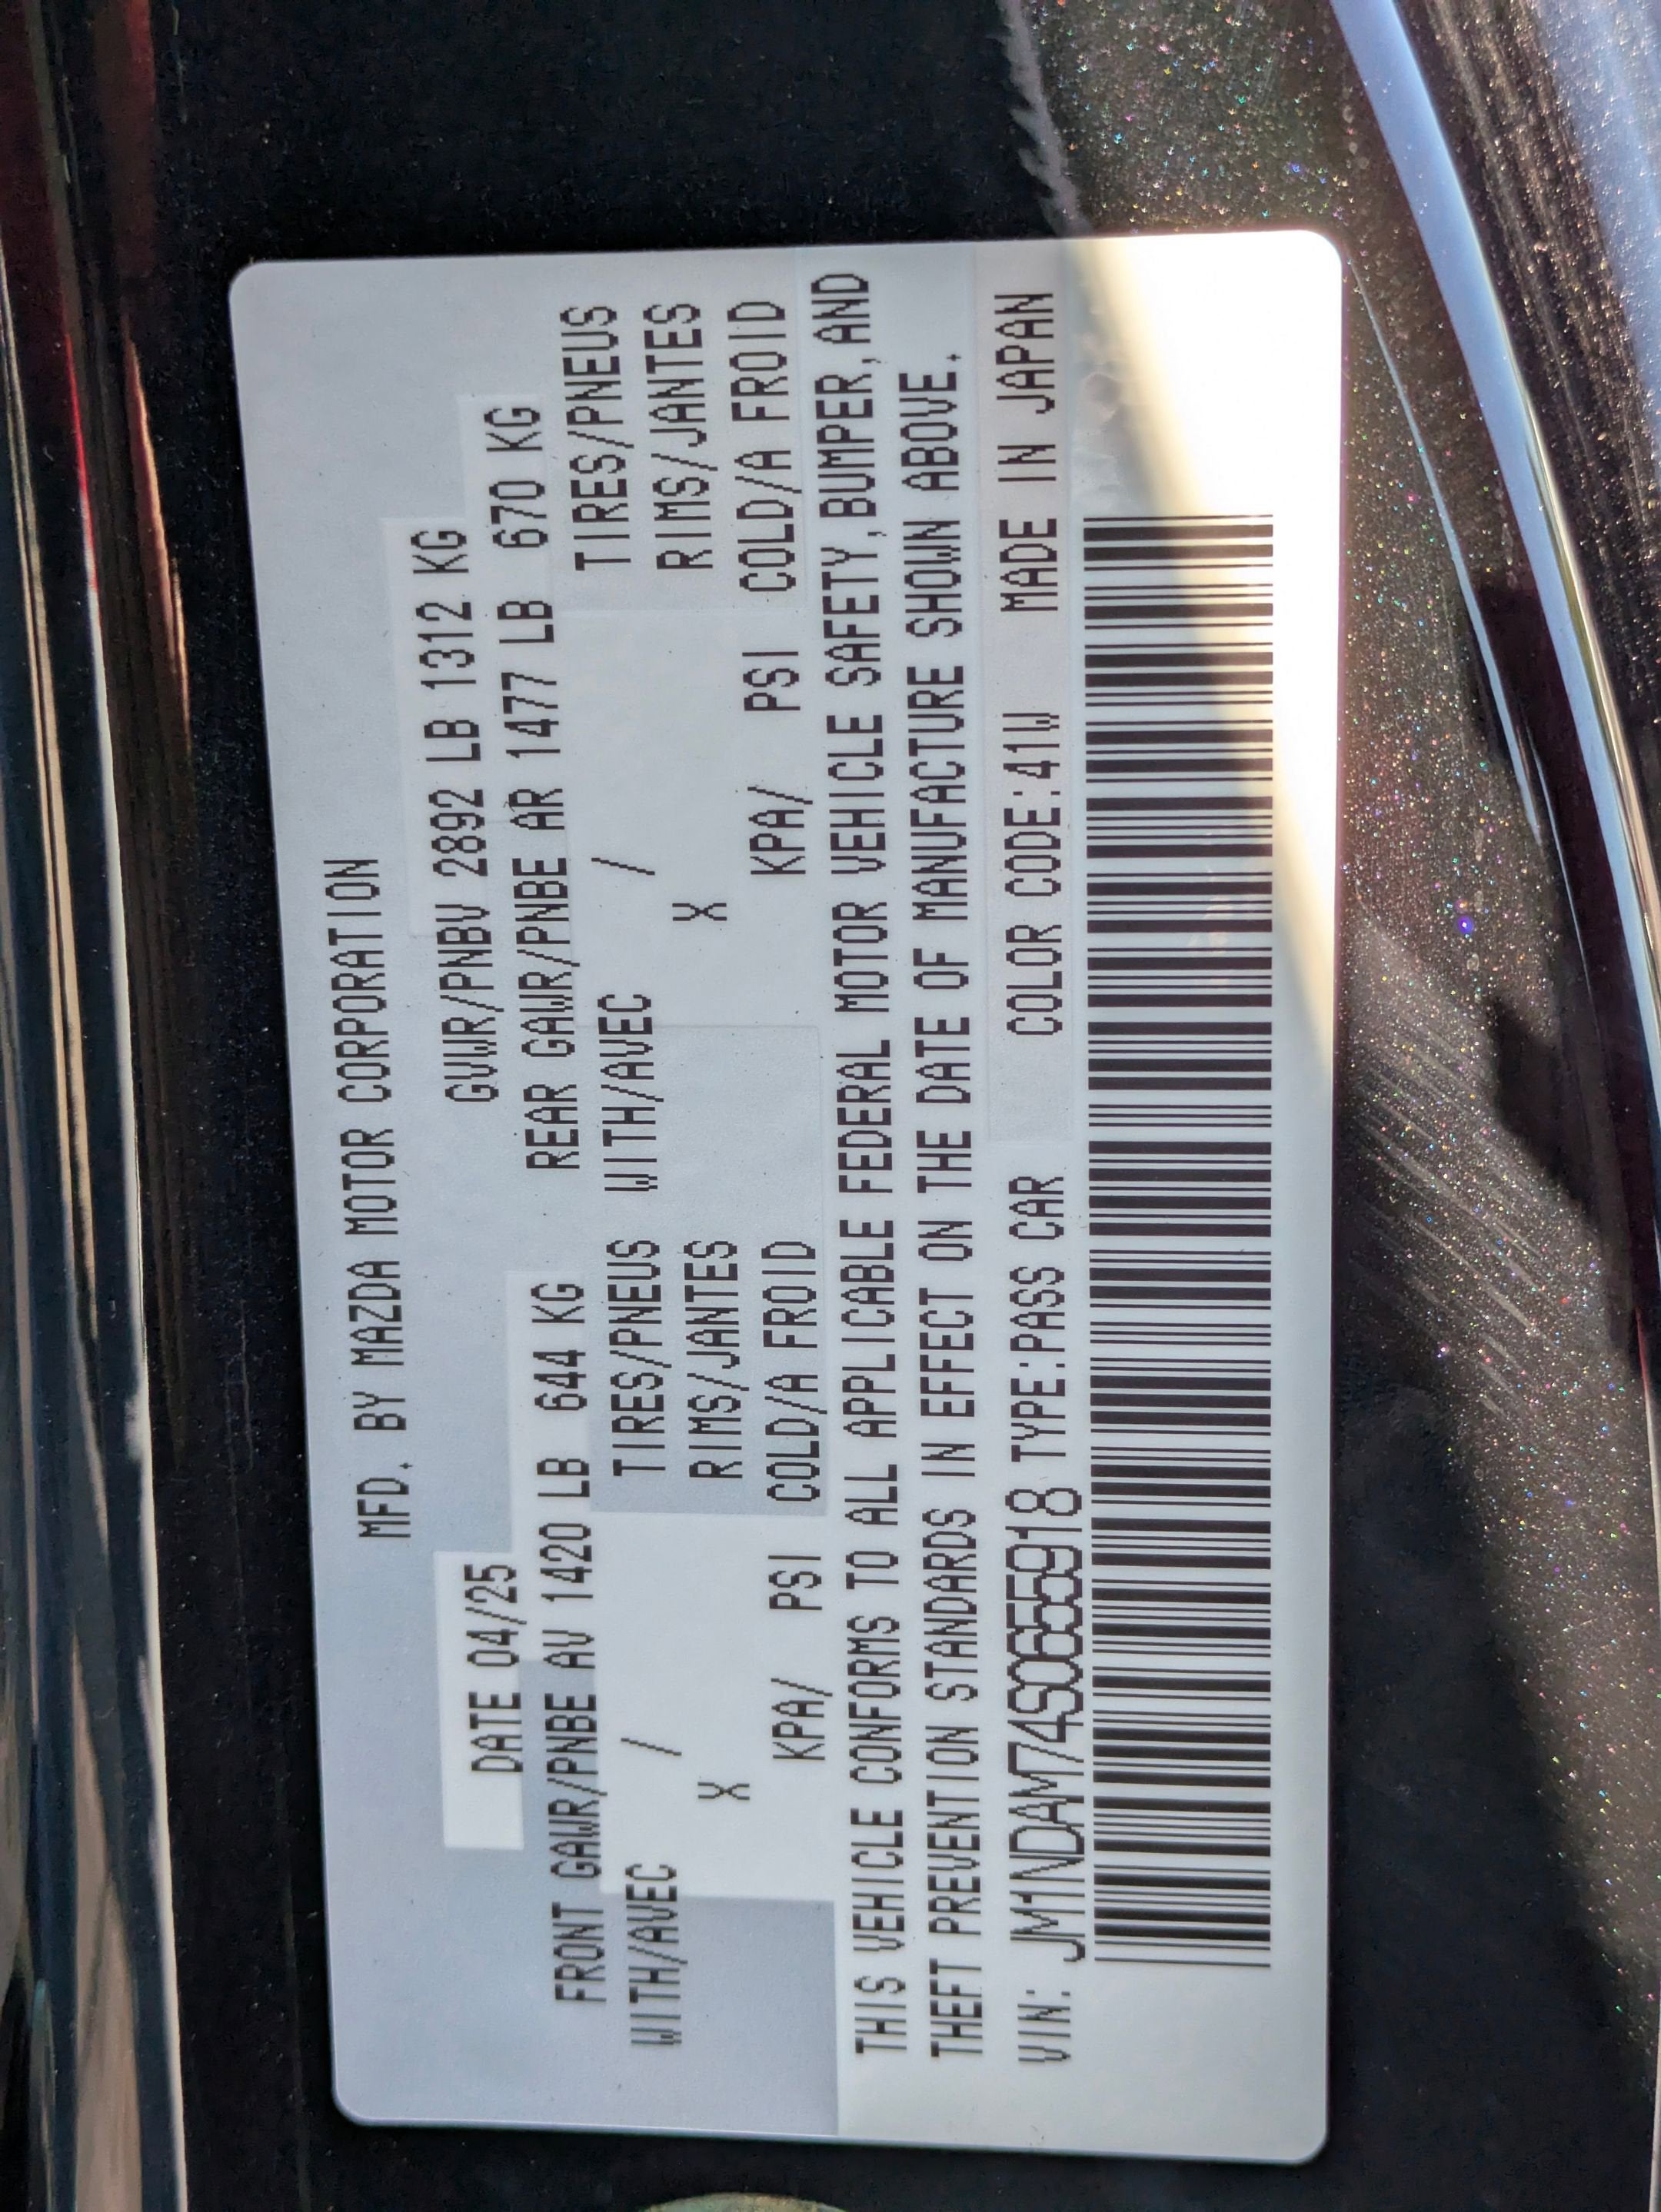 MFD. BY MAZDA MOTOR CORPORATION
DATE 04/25 GVWR/PNBV 2892 LB 1312 KG
FRONT GAWR/PNBE AV 1420 LB 644 KG REAR GAWR/PNBE AR 1477 LB 670 KG
WITH/AVEC / TIRES/PNEUS WITH/AVEC / TIRES/PNEUS
X RIMS/JANTES X RIMS/JANTES
KPA/ PSI COLD/A FROID KPA/ PSI COLD/A FROID
THIS VEHICLE CONFORMS TO ALL APPLICABLE FEDERAL MOTOR VEHICLE SAFETY, BUMPER, AND
THEFT PREVENTION STANDARDS IN EFFECT ON THE DATE OF MANUFACTURE SHOWN ABOVE.
VIN: JM1NDAM74S0655918 TYPE:PASS CAR COLOR CODE:41W MADE IN JAPAN